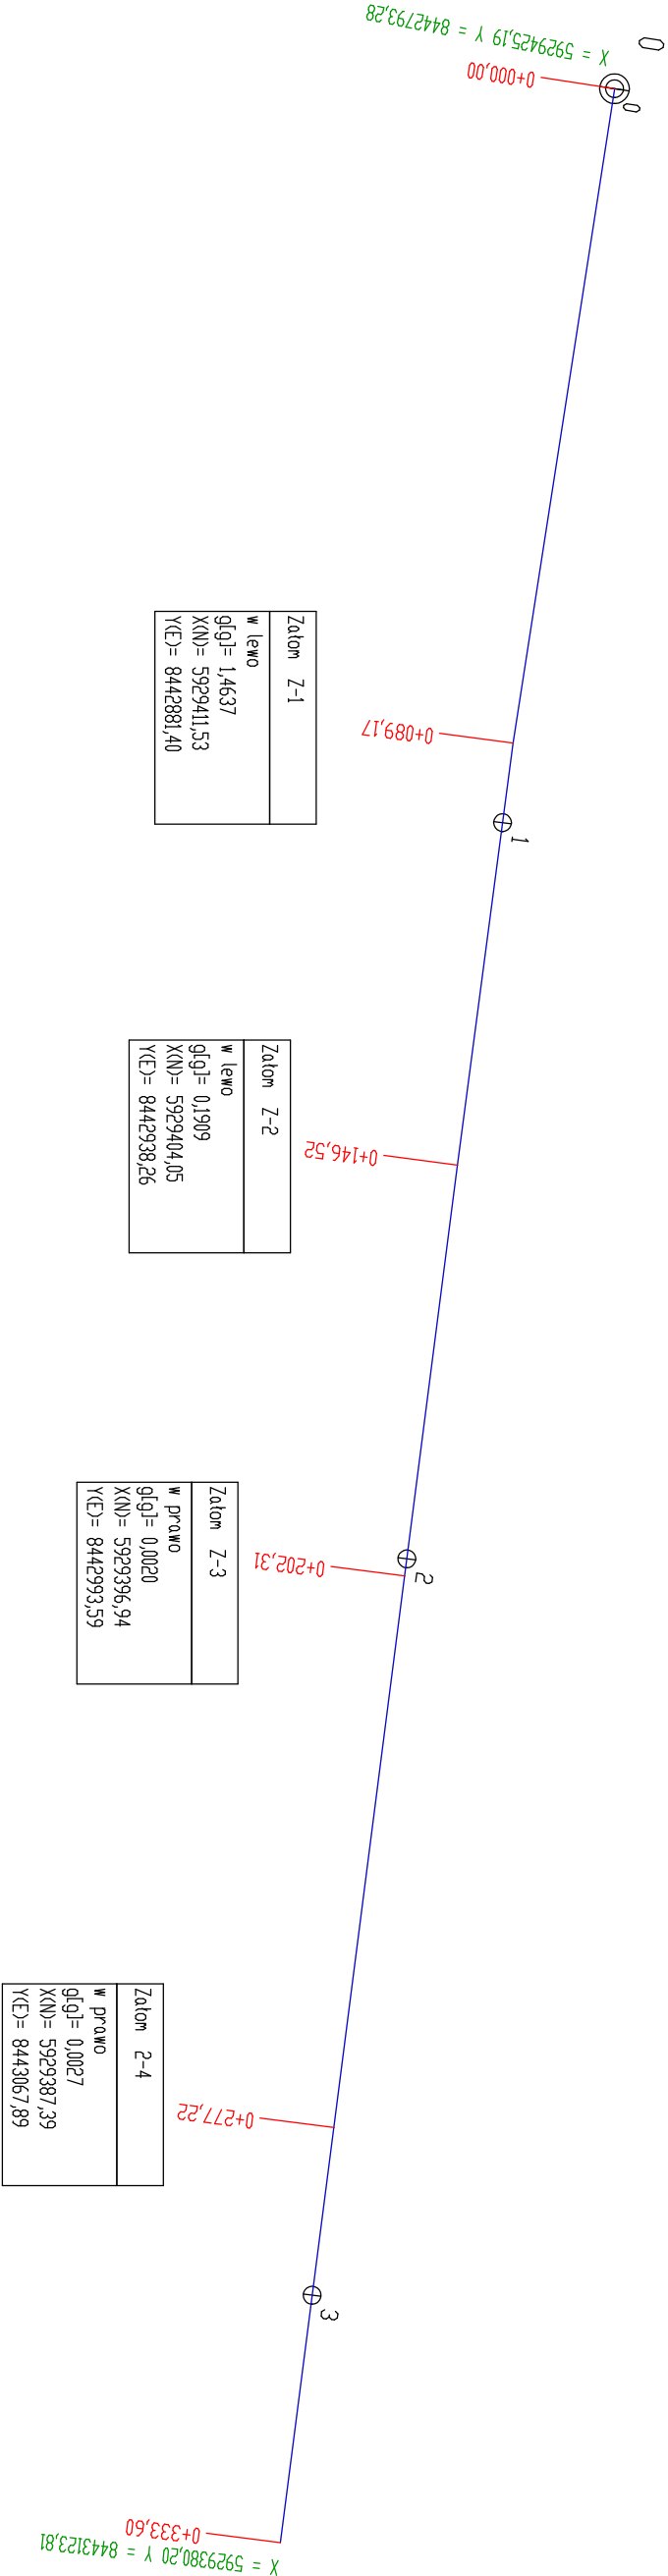 0
X = 5929425,19 Y = 8442793,28
0+000,00
0
Załom Z-1
w lewo
g[g]= 1,4637
X(N)= 5929411,53
Y(E)= 8442881,40
0+089,17
1
Załom Z-2
w lewo
g[g]= 0,1909
X(N)= 5929404,05
Y(E)= 8442938,26
0+146,52
Załom Z-3
w prawo
g[g]= 0,0020
X(N)= 5929396,94
Y(E)= 8442993,59
0+202,31
2
Załom 2-4
w prawo
g[g]= 0,0027
X(N)= 5929387,39
Y(E)= 8443067,89
0+277,22
3
0+333,60
X = 5929380,20 Y = 8443123,81